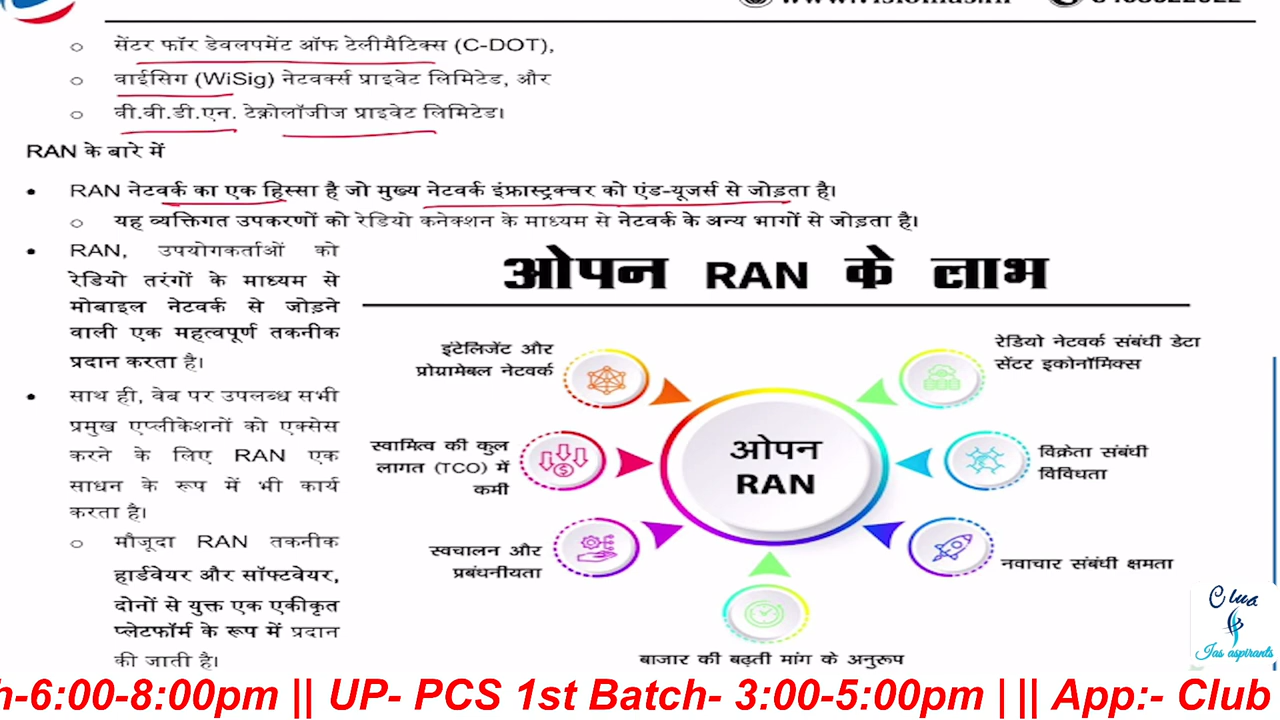 सेंटर फॉर डेवलपमेंट ऑफ टेलीमैटिक्स (C-DOT),
वाईसिग (WiSig) नेटवर्क्स प्राइवेट लिमिटेड, और
वी.वी.डी.एन. टेक्नोलॉजीज प्राइवेट लिमिटेड।
RAN के बारे में
• RAN नेटवर्क का एक हिस्सा है जो मुख्य नेटवर्क इंफ्रास्ट्रक्चर को एंड-यूजर्स से जोड़ता है।
यह व्यक्तिगत उपकरणों को रेडियो कनेक्शन के माध्यम से नेटवर्क के अन्य भागों से जोड़ता है।
• RAN, उपयोगकर्ताओं को
रेडियो तरंगों के माध्यम से
मोबाइल नेटवर्क से जोड़ने
वाली एक महत्वपूर्ण तकनीक
प्रदान करता है।
• साथ ही, वेब पर उपलब्ध सभी
प्रमुख एप्लीकेशनों को एक्सेस
करने के लिए RAN एक
साधन के रूप में भी कार्य
करता है।
मौजूदा RAN तकनीक
हार्डवेयर और सॉफ्टवेयर,
दोनों से युक्त एक एकीकृत
प्लेटफॉर्म के रूप में प्रदान
की जाती है।
ओपन RAN के लाभ
इंटेलिजेंट और
प्रोग्रामेबल नेटवर्क
स्वामित्व की कुल
लागत (TCO) में
कमी
स्वचालन और
प्रबंधनीयता
ओपन
RAN
रेडियो नेटवर्क संबंधी डेटा
सेंटर इकोनॉमिक्स
विक्रेता संबंधी
विविधता
नवाचार संबंधी क्षमता
बाजार की बढ़ती मांग के अनुरूप
Club
Ias aspirants
h-6:00-8:00pm || UP- PCS 1st Batch- 3:00-5:00pm | || App:- Club